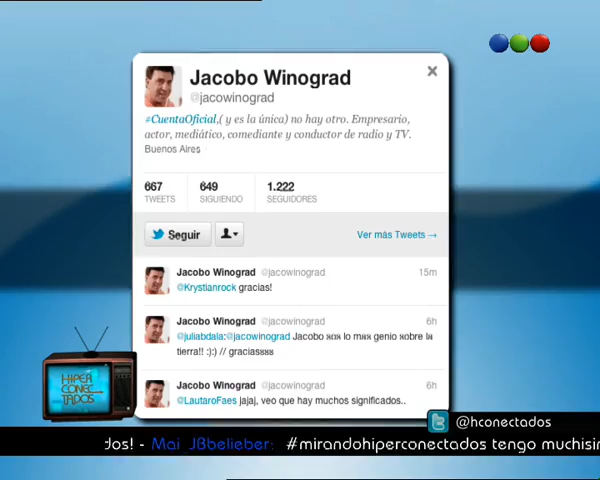 Jacobo Winograd
@jacowinograd
#CuentaOficial,( y es la única) no hay otro. Empresario,
actor, mediático, comediante y conductor de radio y TV.
Buenos Aires
667
TWEETS
649
SIGUIENDO
1.222
SEGUIDORES
Seguir
Ver más Tweets →
Jacobo Winograd @jacowinograd 15m
@Krystianrock gracias!
Jacobo Winograd @jacowinograd 6h
@juliabdala:@jacowinograd Jacobo sos lo mas genio sobre la
tierra!! :):) // graciassss
Jacobo Winograd @jacowinograd 6h
@LautaroFaes jajaj, veo que hay muchos significados..
HIPER
CONEC
TADOS
@hconectados
dos! - Mai_JBbelieber: #mirandohiperconectados tengo muchisin